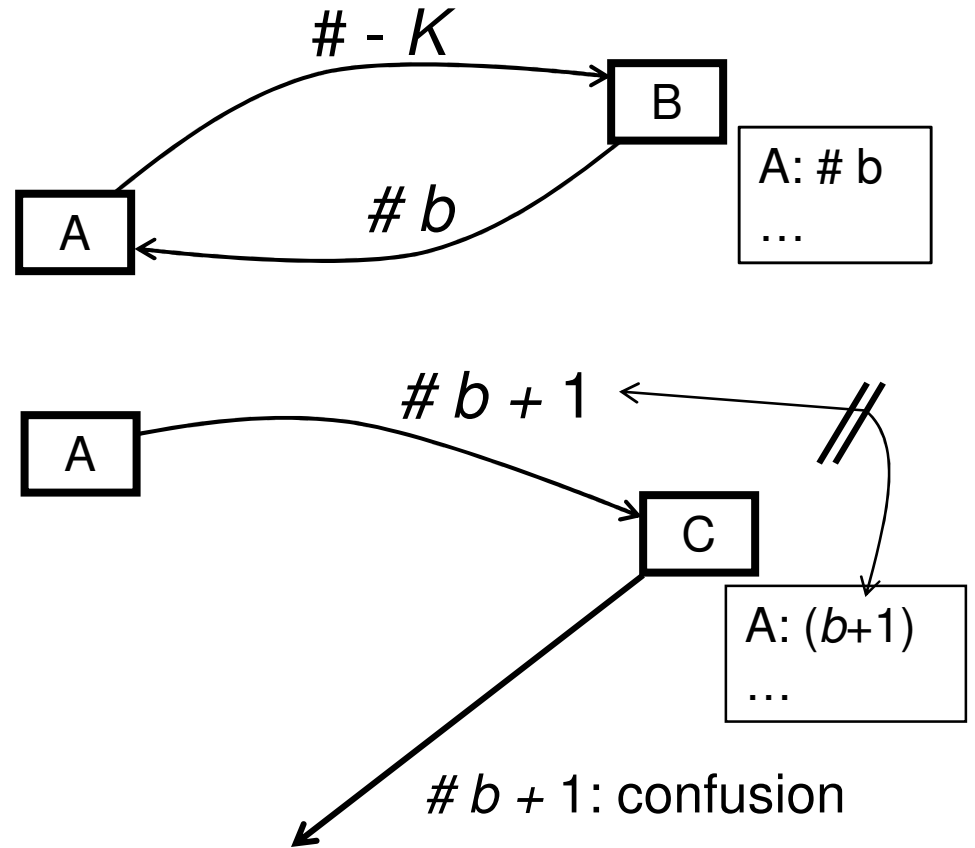 # - K
B
A: # b
…
A
# b
# b + 1
A
C
A: (b+1)
…
# b + 1: confusion